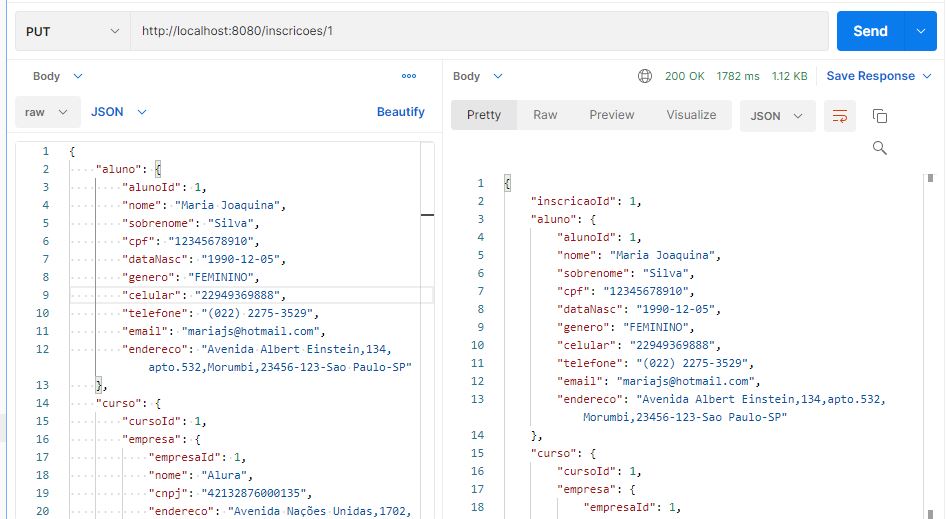 PUT
http://localhost:8080/inscricoes/1
Send
Body
raw
JSON
Beautify
1 {
2 "aluno": {
3 "alunoId": 1,
4 "nome": "Maria Joaquina",
5 "sobrenome": "Silva",
6 "cpf": "12345678910",
7 "dataNasc": "1990-12-05",
8 "genero": "FEMININO",
9 "celular": "22949369888",
10 "telefone": "(022) 2275-3529",
11 "email": "mariajs@hotmail.com",
12 "endereco": "Avenida Albert Einstein,134,
apto.532,Morumbi,23456-123-Sao Paulo-SP"
13 },
14 "curso": {
15 "cursoId": 1,
16 "empresa": {
17 "empresaId": 1,
18 "nome": "Alura",
19 "cnpj": "42132876000135",
20 "endereco": "Avenida Nações Unidas,1702,
Body
200 OK 1782 ms 1.12 KB Save Response
Pretty Raw Preview Visualize JSON
1 {
2 "inscricaoId": 1,
3 "aluno": {
4 "alunoId": 1,
5 "nome": "Maria Joaquina",
6 "sobrenome": "Silva",
7 "cpf": "12345678910",
8 "dataNasc": "1990-12-05",
9 "genero": "FEMININO",
10 "celular": "22949369888",
11 "telefone": "(022) 2275-3529",
12 "email": "mariajs@hotmail.com",
13 "endereco": "Avenida Albert Einstein,134,apto.532,
Morumbi,23456-123-Sao Paulo-SP"
14 },
15 "curso": {
16 "cursoId": 1,
17 "empresa": {
18 "empresaId": 1,